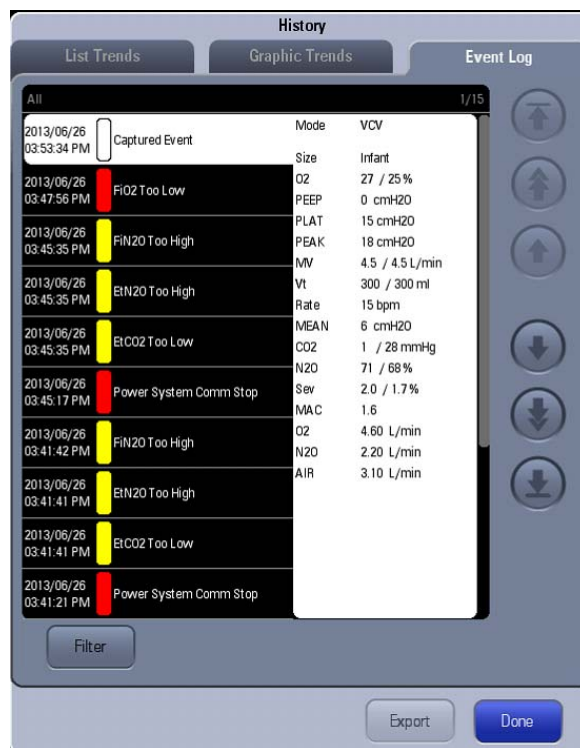 History
List Trends
Graphic Trends
Event Log
All
1/15
2013/06/26
03:53:34 PM
Captured Event
2013/06/26
03:47:56 PM
FiO2 Too Low
2013/06/26
03:45:35 PM
FiN2O Too High
2013/06/26
03:45:35 PM
EtN2O Too High
2013/06/26
03:45:35 PM
EtCO2 Too Low
2013/06/26
03:45:17 PM
Power System Comm Stop
2013/06/26
03:41:42 PM
FiN2O Too High
2013/06/26
03:41:41 PM
EtN2O Too High
2013/06/26
03:41:41 PM
EtCO2 Too Low
2013/06/26
03:41:21 PM
Power System Comm Stop
Mode VCV
Size Infant
O2 27 / 25 %
PEEP 0 cmH2O
PLAT 15 cmH2O
PEAK 18 cmH2O
MV 4.5 / 4.5 L/min
Vt 300 / 300 ml
Rate 15 bpm
MEAN 6 cmH2O
CO2 1 / 28 mmHg
N2O 71 / 68 %
Sev 2.0 / 1.7 %
MAC 1.6
O2 4.60 L/min
N2O 2.20 L/min
AIR 3.10 L/min
Filter
Export
Done